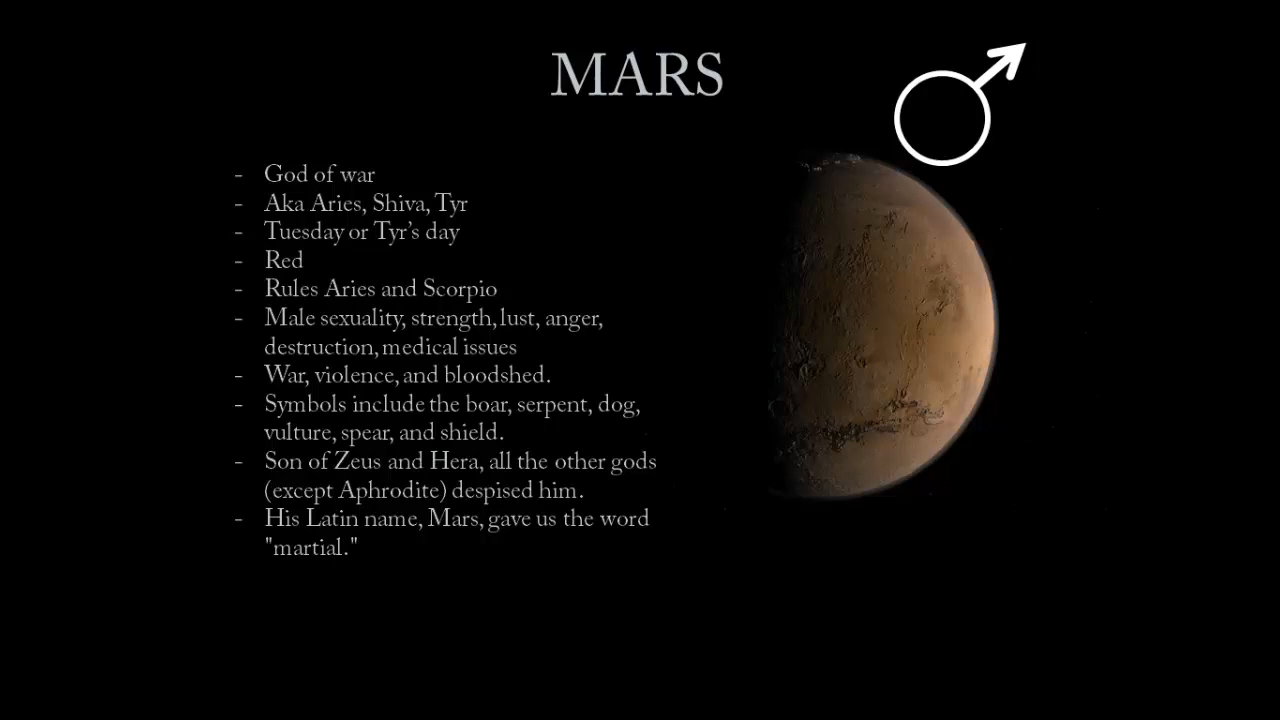 MARS
- God of war
- Aka Aries, Shiva, Tyr
- Tuesday or Tyr's day
- Red
- Rules Aries and Scorpio
- Male sexuality, strength, lust, anger,
destruction, medical issues
- War, violence, and bloodshed.
- Symbols include the boar, serpent, dog,
vulture, spear, and shield.
- Son of Zeus and Hera, all the other gods
(except Aphrodite) despised him.
- His Latin name, Mars, gave us the word
"martial."